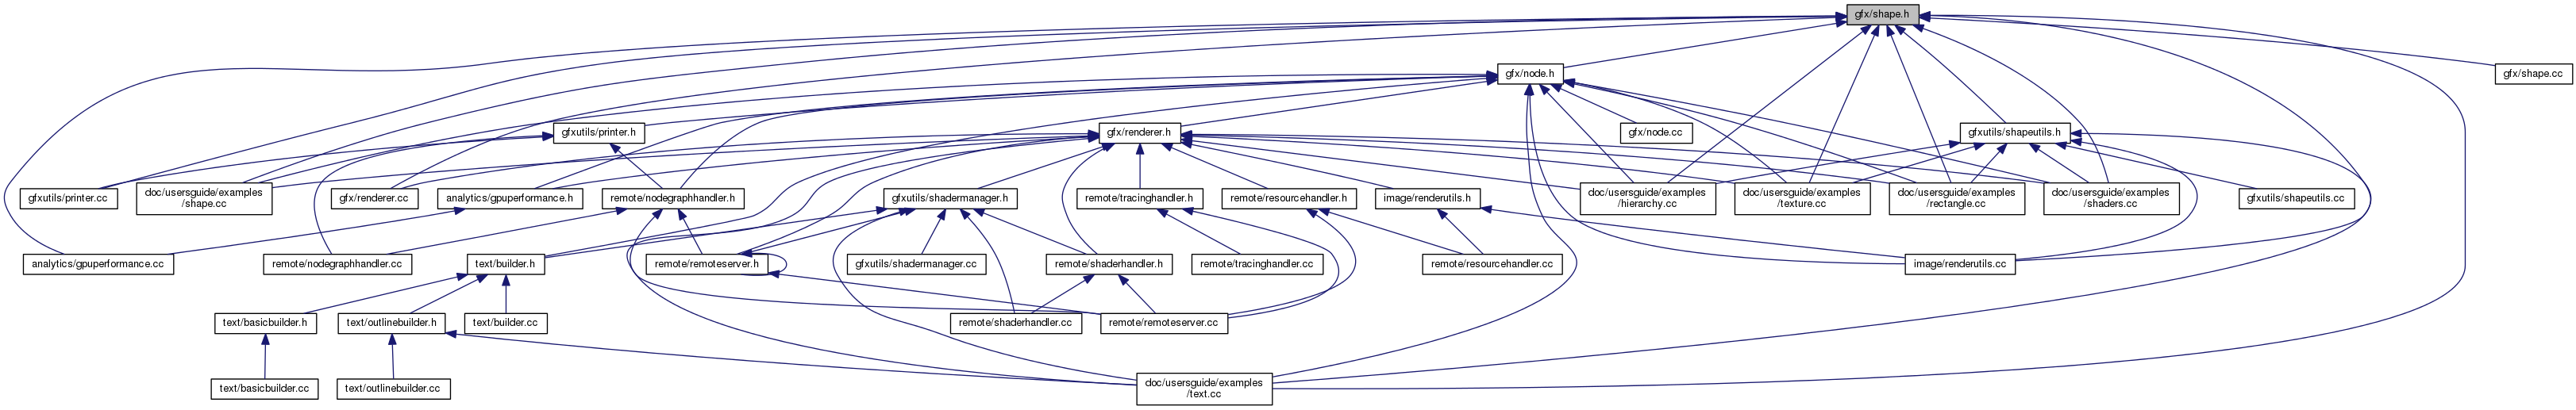 gfx/shape.h
gfx/node.h
gfx/shape.cc
gfxutils/printer.h
gfx/renderer.h
gfx/node.cc
gfxutils/shapeutils.h
gfxutils/printer.cc
doc/usersguide/examples
/shape.cc
gfx/renderer.cc
analytics/gpuperformance.h
remote/nodegraphhandler.h
gfxutils/shadermanager.h
remote/tracinghandler.h
remote/resourcehandler.h
image/renderutils.h
doc/usersguide/examples
/hierarchy.cc
doc/usersguide/examples
/texture.cc
doc/usersguide/examples
/rectangle.cc
doc/usersguide/examples
/shaders.cc
gfxutils/shapeutils.cc
analytics/gpuperformance.cc
remote/nodegraphhandler.cc
text/builder.h
remote/remoteserver.h
gfxutils/shadermanager.cc
remote/shaderhandler.h
remote/tracinghandler.cc
remote/resourcehandler.cc
image/renderutils.cc
text/basicbuilder.h
text/outlinebuilder.h
text/builder.cc
remote/shaderhandler.cc
remote/remoteserver.cc
text/basicbuilder.cc
text/outlinebuilder.cc
doc/usersguide/examples
/text.cc